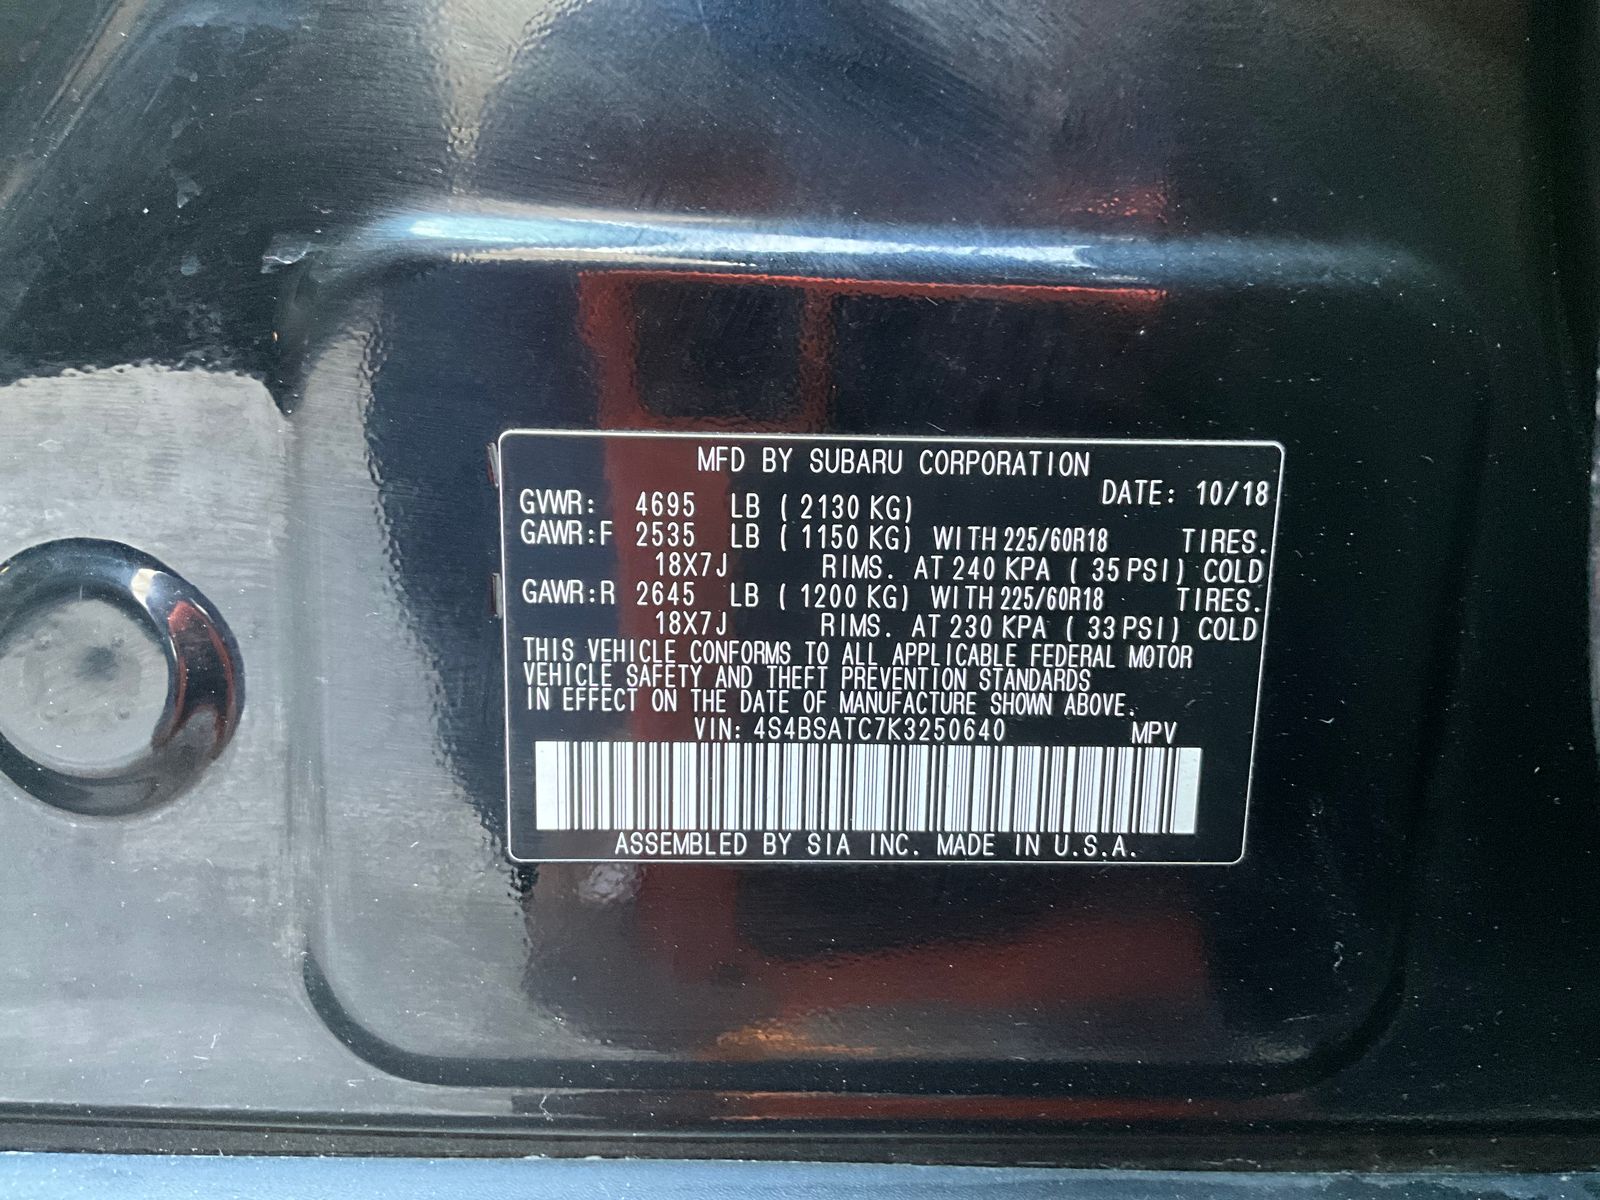 MFD BY SUBARU CORPORATION
DATE: 10/18
GVWR: 4695 LB ( 2130 KG)
GAWR:F 2535 LB ( 1150 KG) WITH 225/60R18 TIRES.
18X7J RIMS. AT 240 KPA ( 35 PSI) COLD
GAWR:R 2645 LB ( 1200 KG) WITH 225/60R18 TIRES.
18X7J RIMS. AT 230 KPA ( 33 PSI) COLD
THIS VEHICLE CONFORMS TO ALL APPLICABLE FEDERAL MOTOR
VEHICLE SAFETY AND THEFT PREVENTION STANDARDS
IN EFFECT ON THE DATE OF MANUFACTURE SHOWN ABOVE.
VIN: 4S4BSATC7K3250640 MPV
ASSEMBLED BY SIA INC. MADE IN U.S.A.